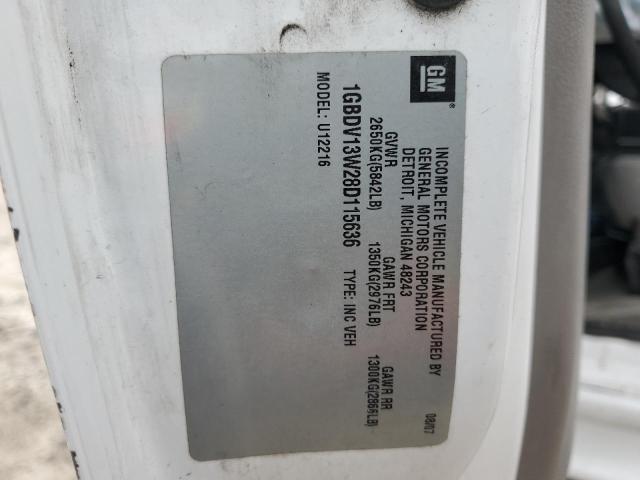 GM®
INCOMPLETE VEHICLE MANUFACTURED BY
GENERAL MOTORS CORPORATION
DETROIT, MICHIGAN 48243
08/07
GVWR GAWR FRT GAWR RR
2650KG(5842LB) 1350KG(2976LB) 1300KG(2866LB)
1GBDV13W28D115636 TYPE: INC VEH
MODEL: U12216